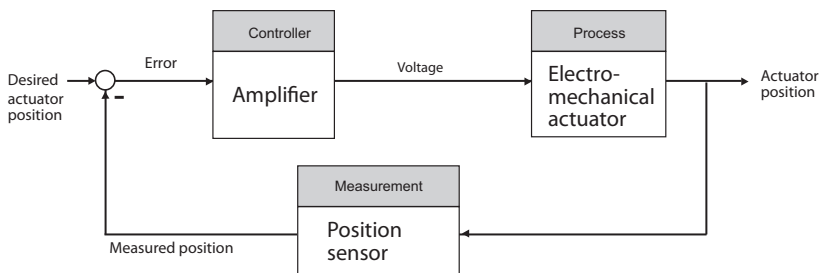 Controller
Process
Desired
actuator
position
Error
-
Amplifier
Voltage
Electro-
mechanical
actuator
Actuator
position
Measurement
Position
sensor
Measured position